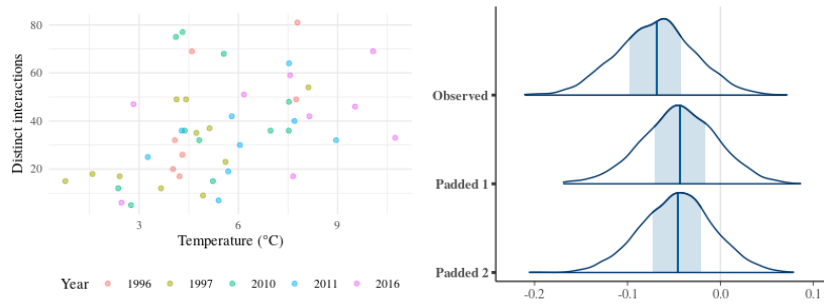 80
60
40
20
Distinct interactions
3 6 9
Temperature (°C)
Year 1996 1997 2010 2011 2016
Observed
Padded 1
Padded 2
-0.2 -0.1 0.0 0.1